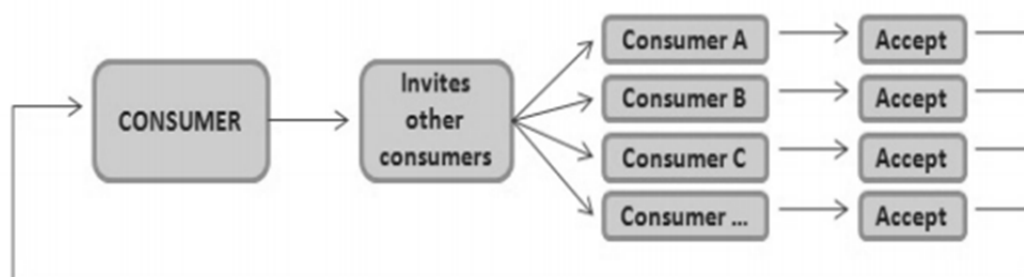 CONSUMER
Invites
other
consumers
Consumer A
Accept
Consumer B
Accept
Consumer C
Accept
Consumer ...
Accept